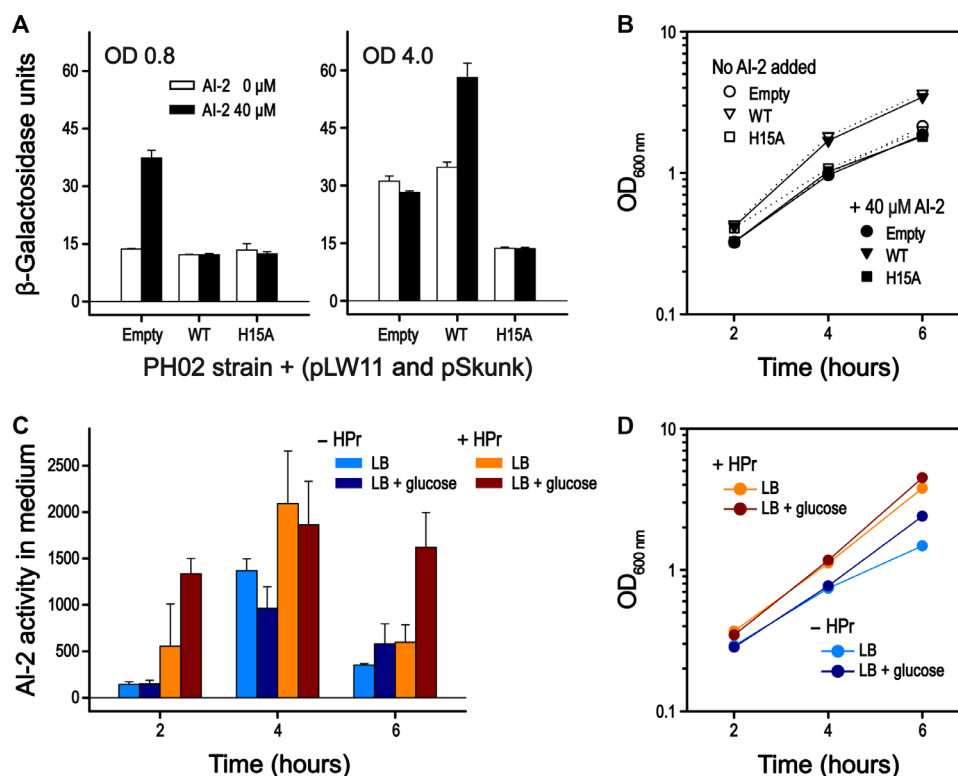 A
OD 0.8
AI-2 0 µM
AI-2 40 µM
OD 4.0
β-Galactosidase units
60
45
30
15
0
60
45
30
15
0
Empty WT H15A
Empty WT H15A
PH02 strain + (pLW11 and pSkunk)
B
No AI-2 added
Empty
WT
H15A
+ 40 µM AI-2
Empty
WT
H15A
OD600 nm
10
1
0.1
2 4 6
Time (hours)
C
– HPr
LB
LB + glucose
+ HPr
LB
LB + glucose
AI-2 activity in medium
2500
2000
1500
1000
500
0
2 4 6
Time (hours)
D
+ HPr
LB
LB + glucose
– HPr
LB
LB + glucose
OD600 nm
10
1
0.1
2 4 6
Time (hours)